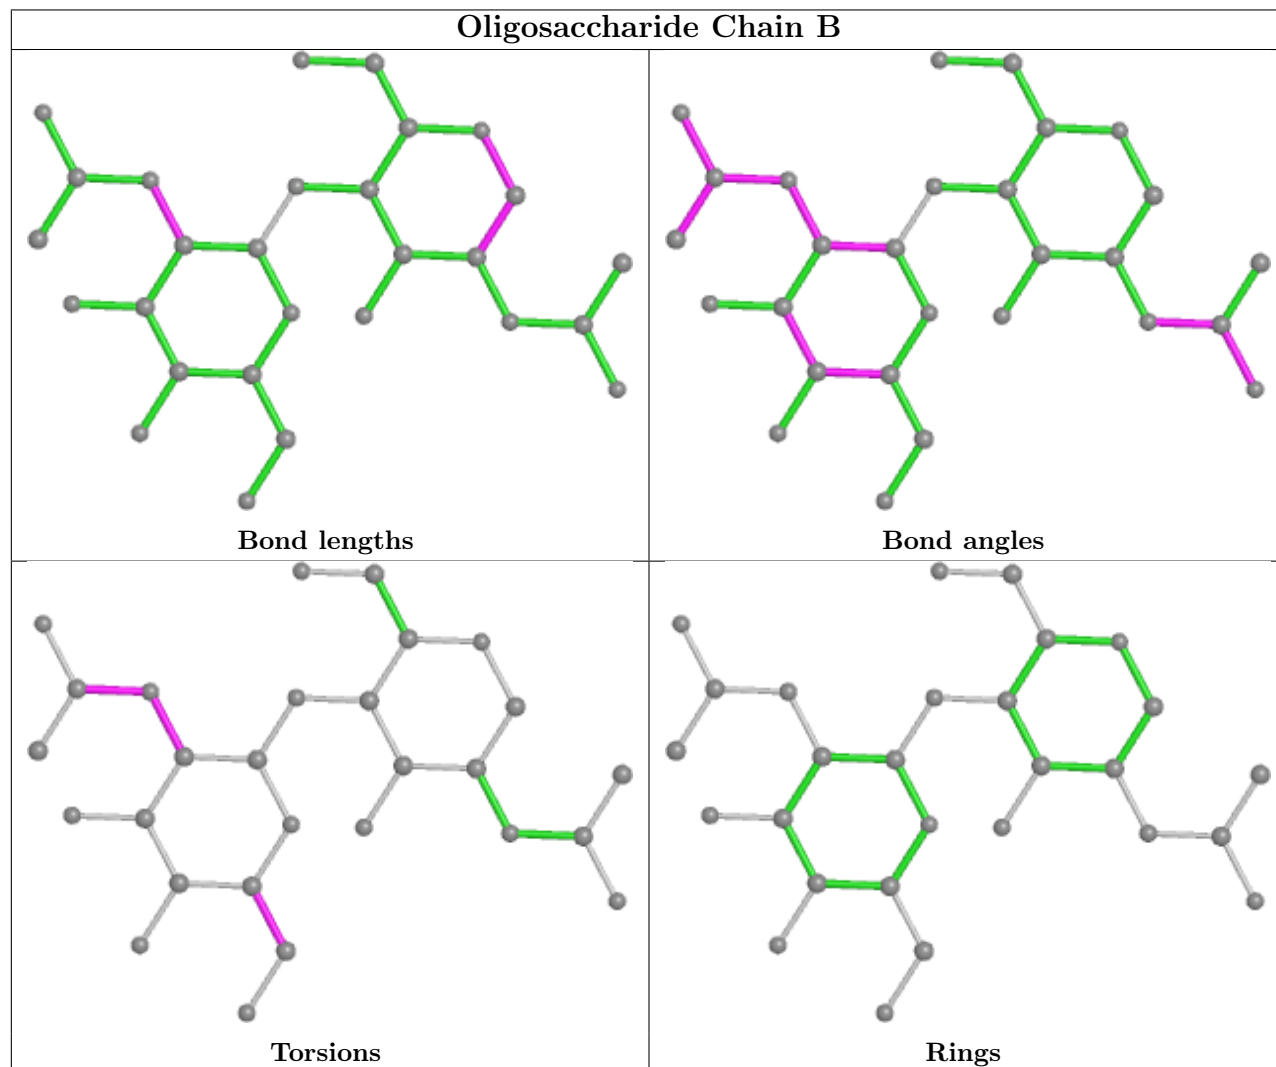 Oligosaccharide Chain B
Bond lengths
Bond angles
Torsions
Rings